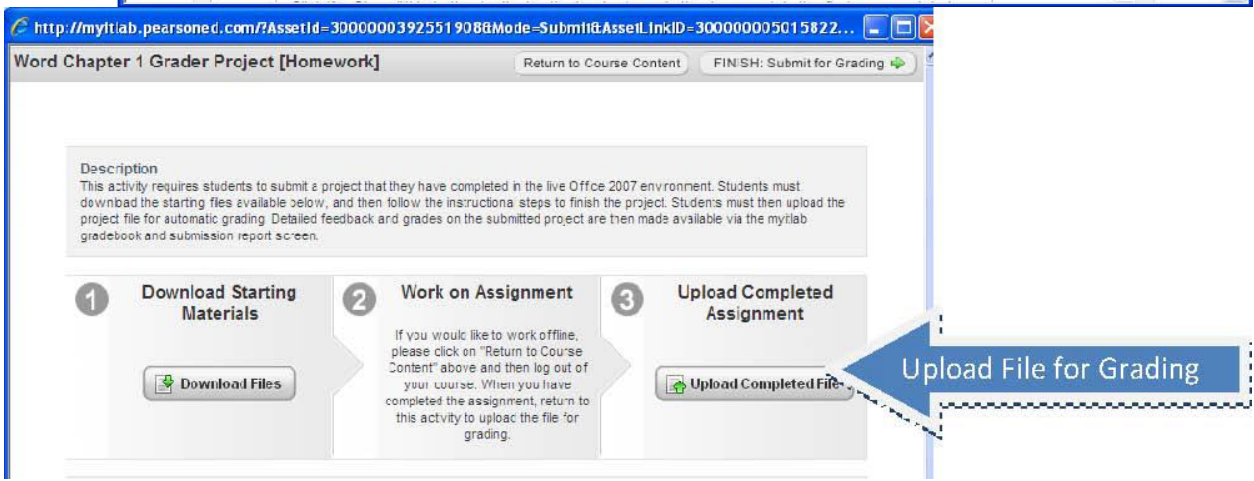 http://myitlab.pearsoned.com/?AssetId=3000000392551908&Mode=Submit&AssetLinkID=300000005015822...
Word Chapter 1 Grader Project [Homework]
Return to Course Content
FINISH: Submit for Grading
Description
This activity requires students to submit a project that they have completed in the live Office 2007 environment. Students must
download the starting files available below, and then follow the instructional steps to finish the project. Students must then upload the
project file for automatic grading. Detailed feedback and grades on the submitted project are then made available via the myitlab
gradebook and submission report screen.
1
Download Starting
Materials
Download Files
2
Work on Assignment
If you would like to work offline,
please click on "Return to Course
Content" above and then log out of
your course. When you have
completed the assignment, return to
this activity to upload the file for
grading.
3
Upload Completed
Assignment
Upload Completed File
Upload File for Grading